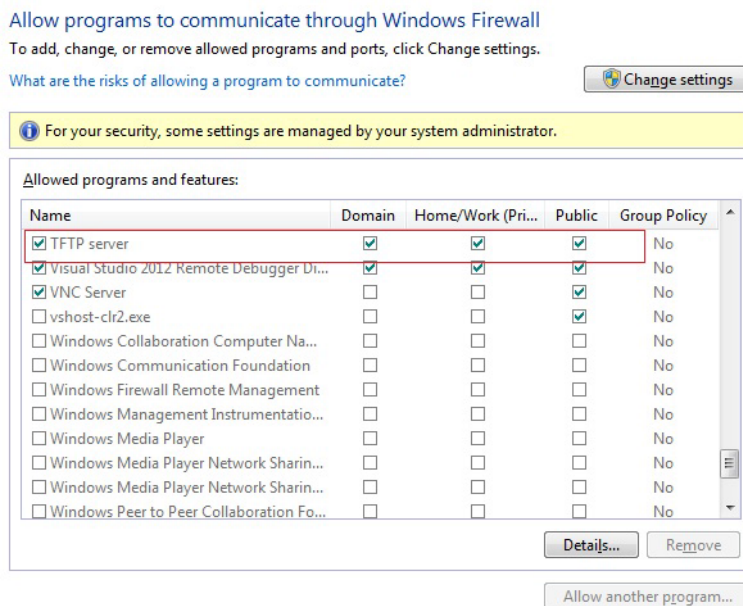 Allow programs to communicate through Windows Firewall
To add, change, or remove allowed programs and ports, click Change settings.
What are the risks of allowing a program to communicate?
Change settings
For your security, some settings are managed by your system administrator.
Allowed programs and features:
Name Domain Home/Work (Pri... Public Group Policy
TFTP server No
Visual Studio 2012 Remote Debugger Di... No
VNC Server No
vshost-clr2.exe No
Windows Collaboration Computer Na... No
Windows Communication Foundation No
Windows Firewall Remote Management No
Windows Management Instrumentatio... No
Windows Media Player No
Windows Media Player Network Sharin... No
Windows Media Player Network Sharin... No
Windows Peer to Peer Collaboration Fo... No
Details... Remove
Allow another program...